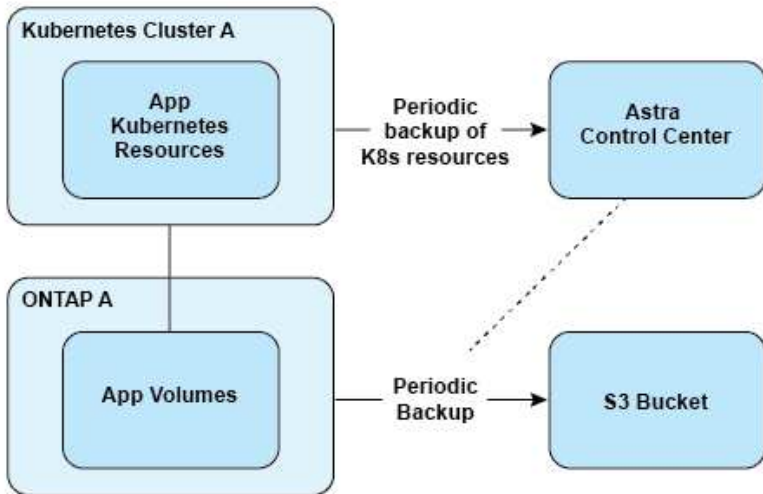 Kubernetes Cluster A
App
Kubernetes
Resources
Periodic
backup of
K8s resources
Astra
Control Center
ONTAP A
App Volumes
Periodic
Backup
S3 Bucket